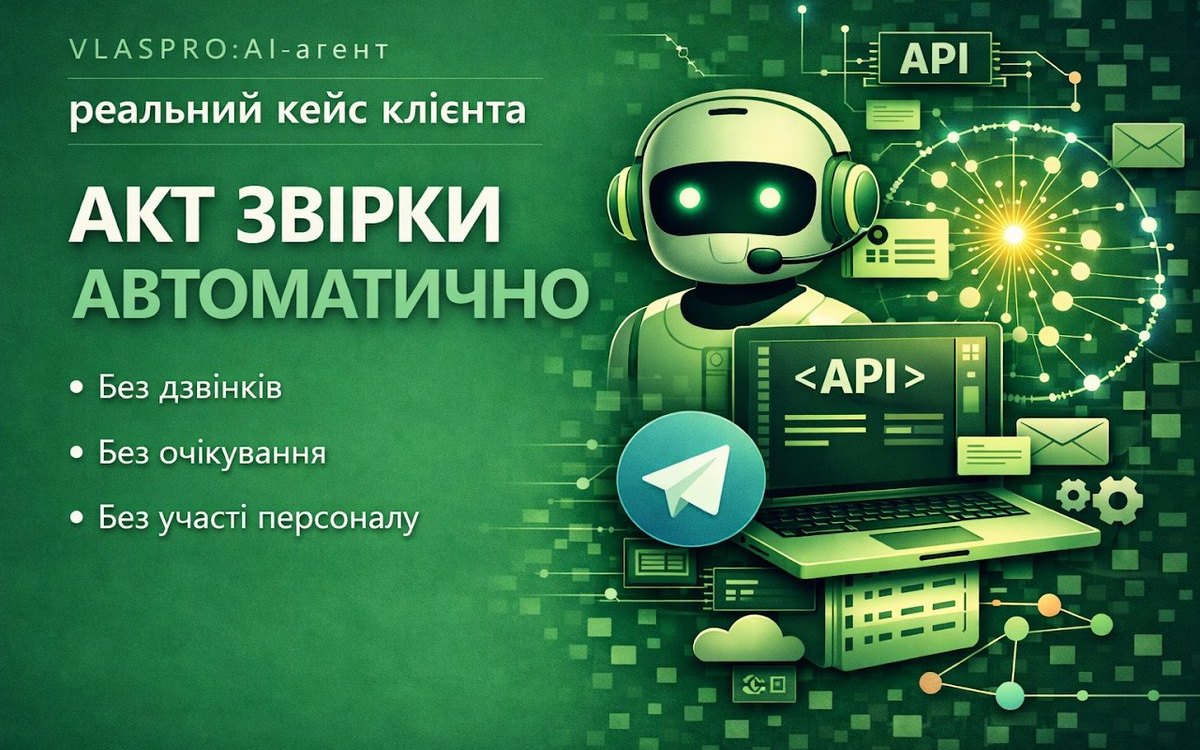 VLASPRO:AI-агент
реальний кейс клієнта
АКТ ЗВІРКИ
АВТОМАТИЧНО
• Без дзвінків
• Без очікування
• Без участі персоналу
API
<API>